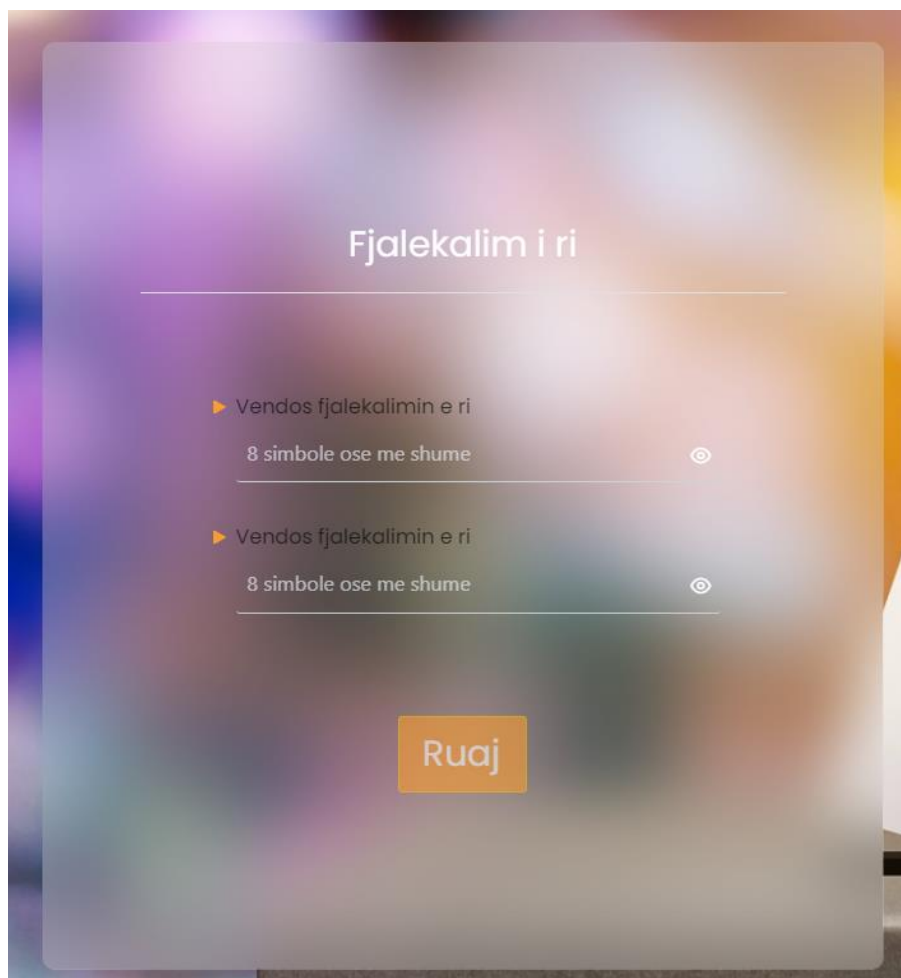 Fjalekalim i ri
Vendos fjalekalimin e ri
8 simbole ose me shume
Vendos fjalekalimin e ri
8 simbole ose me shume
Ruaj